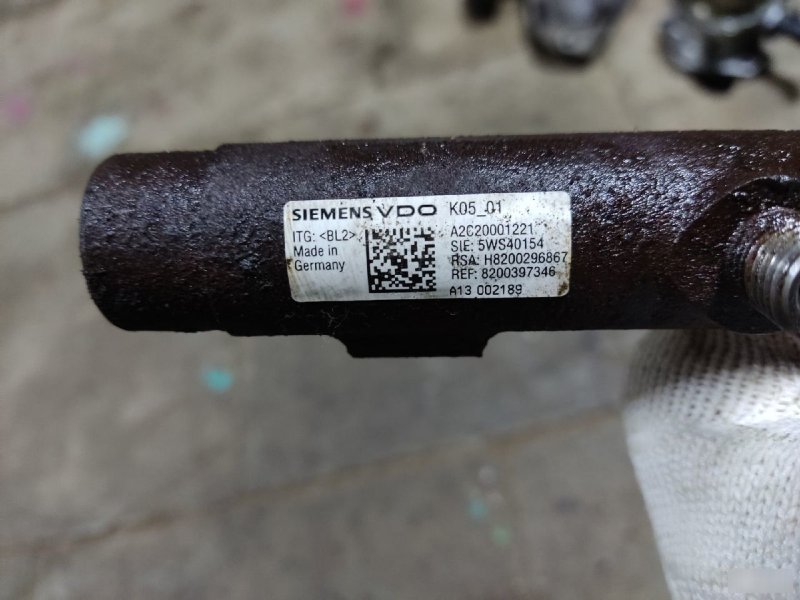 SIEMENS VDO K05_01
ITG: <BL2>
Made in
Germany
A2C20001221
SIE: 5WS40154
RSA: H8200296867
REF: 8200397346
A13 002189